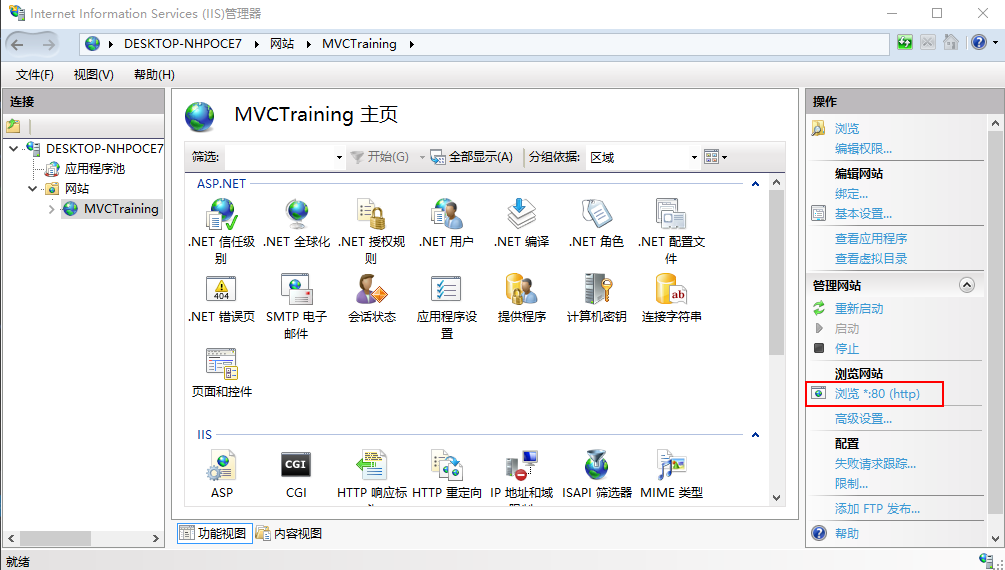 Internet Information Services (IIS)管理器
DESKTOP-NHPOCE7 网站 MVCTraining
文件(F) 视图(V) 帮助(H)
连接
DESKTOP-NHPOCE7
应用程序池
网站
MVCTraining
MVCTraining 主页
筛选: 开始(G) 全部显示(A) 分组依据: 区域
ASP.NET
.NET 信任级别
.NET 全球化
.NET 授权规则
.NET 用户
.NET 编译
.NET 角色
.NET 配置文件
404
.NET 错误页
SMTP 电子邮件
会话状态
应用程序设置
提供程序
计算机密钥
ab
连接字符串
页面和控件
IIS
ASP
CGI
CGI
HTTP 响应标
HTTP 重定向
IP 地址和域
ISAPI 筛选器
MIME 类型
功能视图 内容视图
操作
浏览
编辑权限...
编辑网站
绑定...
基本设置...
查看应用程序
查看虚拟目录
管理网站
重新启动
启动
停止
浏览网站
浏览 *:80 (http)
高级设置...
配置
失败请求跟踪...
限制...
添加 FTP 发布...
帮助
就绪